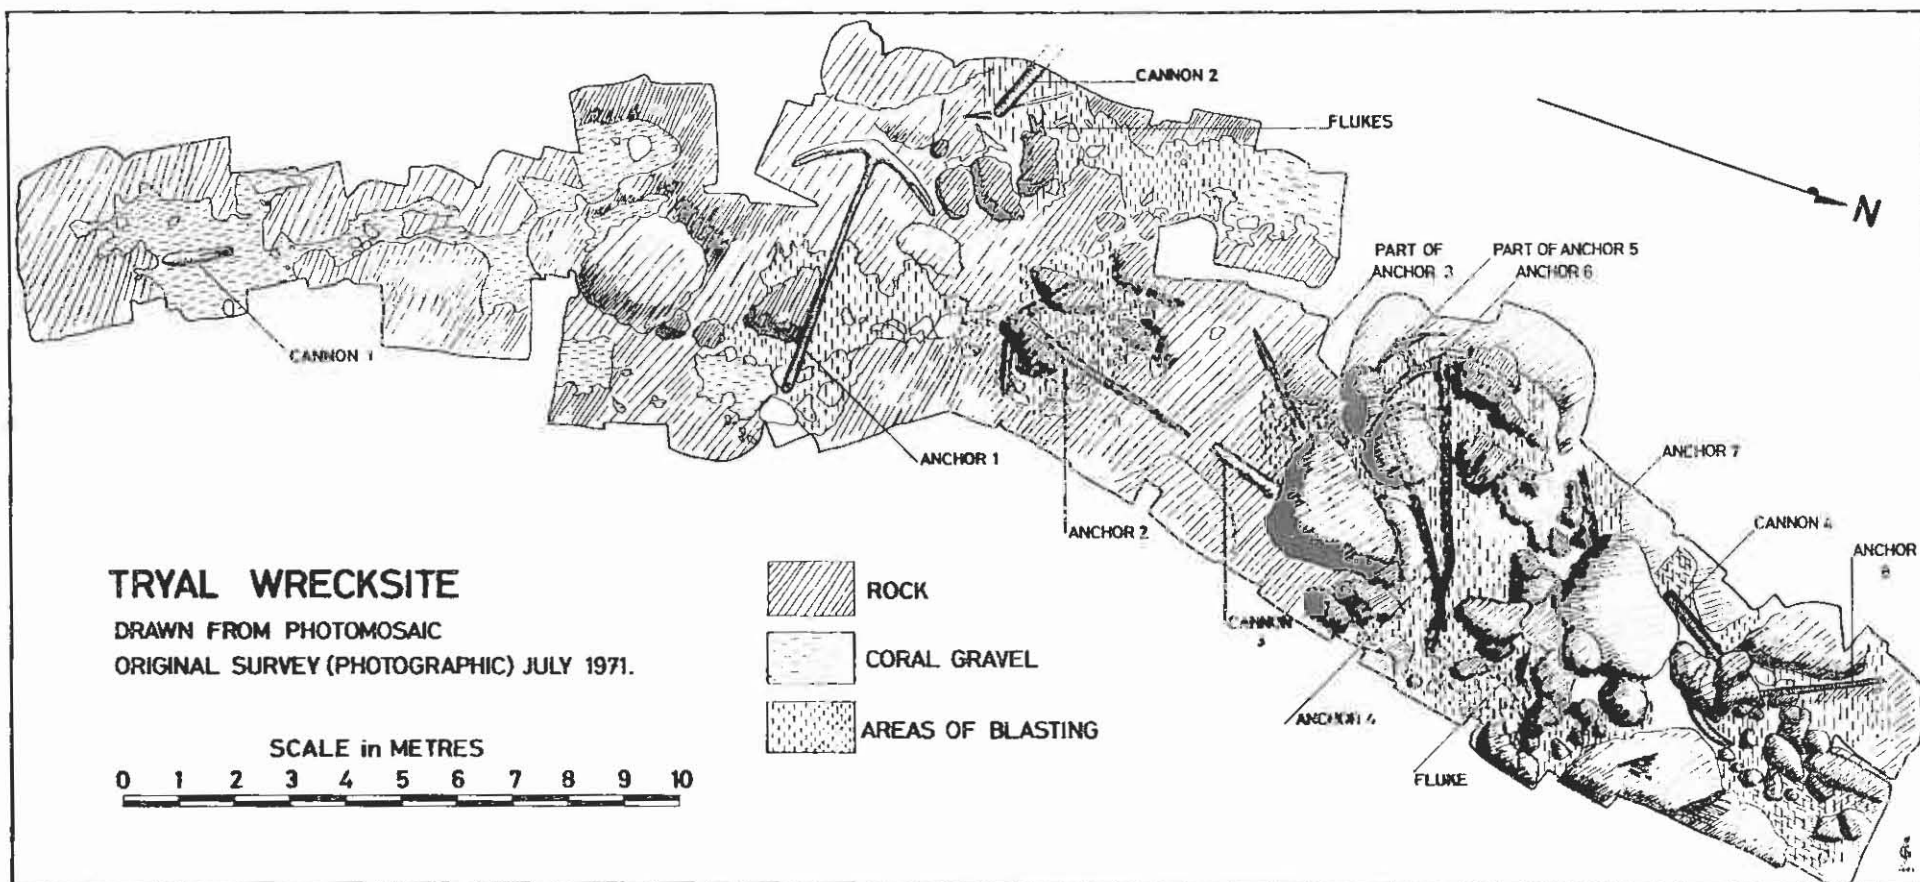 CANNON 2
FLUKES
N
PART OF
ANCHOR 3
PART OF ANCHOR 5
ANCHOR 6
CANNON 1
ANCHOR 1
ANCHOR 7
ANCHOR 2
CANNON 4
ANCHOR
8
CANNON
3
ANCHOR 4
FLUKE
TRYAL WRECKSITE
DRAWN FROM PHOTOMOSAIC
ORIGINAL SURVEY (PHOTOGRAPHIC) JULY 1971.
SCALE in METRES
0 1 2 3 4 5 6 7 8 9 10
ROCK
CORAL GRAVEL
AREAS OF BLASTING